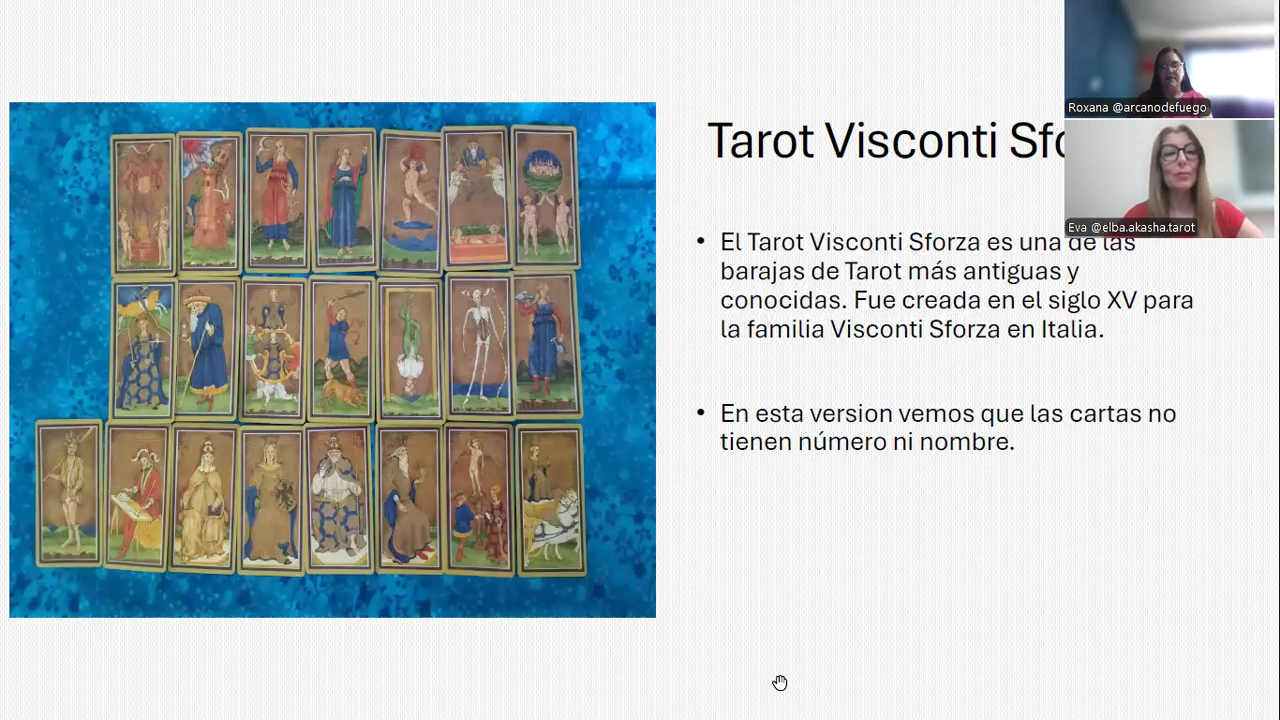 Roxana @arcanodefuego
Tarot Visconti Sfo
Eva @elba.akasha.tarot
• El Tarot Visconti Sforza es una de las
barajas de Tarot más antiguas y
conocidas. Fue creada en el siglo XV para
la familia Visconti Sforza en Italia.
• En esta version vemos que las cartas no
tienen número ni nombre.